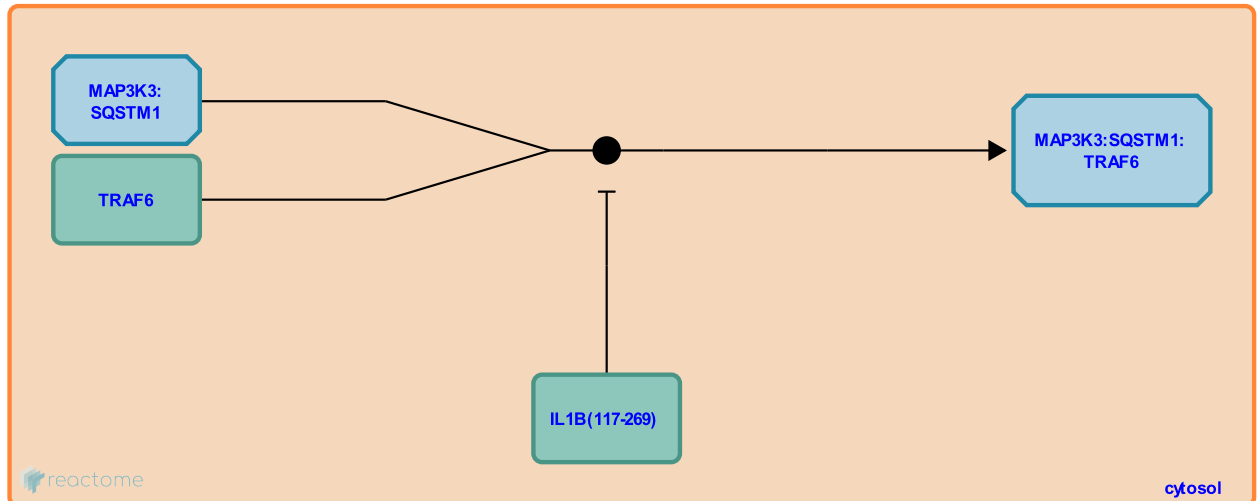 MAP3K3:
SQSTM1
TRAF6
MAP3K3:SQSTM1:
TRAF6
IL1B(117-269)
reactome
cytosol